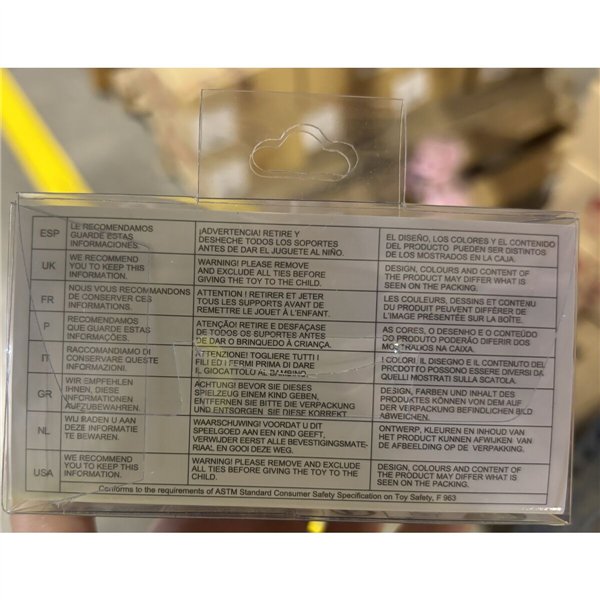 ESP
LE RECOMENDAMOS
GUARDE ESTAS
INFORMACIONES
¡ADVERTENCIA! RETIRE Y
DESHECHE TODOS LOS SOPORTES
ANTES DE DAR EL JUGUETE AL NIÑO.
EL DISEÑO, LOS COLORES Y EL CONTENIDO
DEL PRODUCTO PUEDEN SER DISTINTOS
DE LOS MOSTRADOS EN LA CAJA.
UK
WE RECOMMEND
YOU TO KEEP THIS
INFORMATION.
WARNING! PLEASE REMOVE
AND EXCLUDE ALL TIES BEFORE
GIVING THE TOY TO THE CHILD.
DESIGN, COLOURS AND CONTENT OF
THE PRODUCT MAY DIFFER WHAT IS
SEEN ON THE PACKING.
FR
NOUS VOUS RECOMMANDONS
DE CONSERVER CES
INFORMATIONS.
ATTENTION ! RETIRER ET JETER
TOUS LES SUPPORTS AVANT DE
REMETTRE LE JOUET À L'ENFANT.
LES COULEURS, DESSINS ET CONTENU
DU PRODUIT PEUVENT DIFFÉRER DE
L'IMAGE PRÉSENTÉE SUR LA BOÎTE.
P
RECOMENDAMOS
QUE GUARDE ESTAS
INFORMAÇÕES.
ATENÇÃO! RETIRE E DESFAÇASE
DE TODOS OS SUPORTES ANTES
DE DAR O BRINQUEDO À CRIANÇA.
AS CORES, O DESENHO E O CONTEÚDO
DO PRODUTO PODERÃO DIFERIR DOS
MOSTRALOS NA CAIXA.
IT
RACCOMANDIAMO DI
CONSERVARE QUESTE
INFORMAZIONI.
ATTENZIONE! TOGLIERE TUTTI I
FILI ED I FERMI PRIMA DI DARE
IL GIOCATTOLO AL BAMBINO.
I COLORI, IL DISEGNO E IL CONTENUTO DEL
PRODOTTO POSSONO ESSERE DIVERSI DA
QUELLI MOSTRATI SULLA SCATOLA.
GR
WIR EMPFEHLEN
IHNEN, DIESE
INFORMATIONEN
AUFZUBEWAHREN.
ACHTUNG! BEVOR SIE DIESES
SPIELZEUG EINEM KIND GEBEN,
ENTFERNEN SIE BITTE DIE VERPACKUNG
UND ENTSORGEN SIE DIESE KORREKT
DESIGN, FARBEN UND INHALT DES
PRODUKTES KÖNNEN VON DEM AUF
DER VERPACKUNG BEFINDLICHEN BILD
ABWEICHEN.
NL
WIJ RADEN U AAN
DEZE INFORMATIE
TE BEWAREN.
WAARSCHUWING! VOORDAT U DIT
SPEELGOED AAN EEN KIND GEEFT,
VERWIJDER EERST ALLE BEVESTIGINGSMATE-
RIAAL EN GOOI DEZE WEG.
ONTWERP, KLEUREN EN INHOUD VAN
HET PRODUCT KUNNEN AFWIJKEN VAN
DE AFBEELDING OP DE VERPAKKING.
USA
WE RECOMMEND
YOU TO KEEP THIS
INFORMATION.
WARNING! PLEASE REMOVE AND EXCLUDE
ALL TIES BEFORE GIVING THE TOY TO THE
CHILD.
DESIGN, COLOURS AND CONTENT OF
THE PRODUCT MAY DIFFER WHAT IS
SEEN ON THE PACKING.
Conforms to the requirements of ASTM Standard Consumer Safety Specification on Toy Safety, F 963